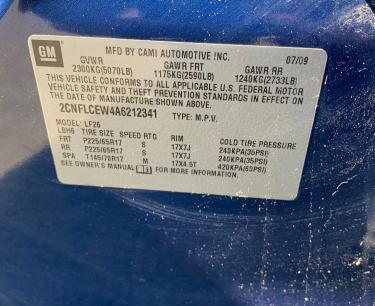 GM
MFD BY CAMI AUTOMOTIVE INC. 07/09
GVWR GAWR FRT GAWR RR
2300KG(5070LB) 1175KG(2590LB) 1240KG(2733LB)
THIS VEHICLE CONFORMS TO ALL APPLICABLE U.S. FEDERAL MOTOR
VEHICLE SAFETY AND THEFT PREVENTION STANDARDS IN EFFECT ON
THE DATE OF MANUFACTURE SHOWN ABOVE.
2CNFLCEW4A6212341 TYPE: M.P.V.
MODEL: LF26
LBH6 TIRE SIZE SPEED RTG RIM COLD TIRE PRESSURE
FRT P225/65R17 S 17X7J 240KPA(35PSI)
RR P225/65R17 S 17X7J 240KPA(35PSI)
SPA T145/70R17 M 17X4.5T 420KPA(60PSI)
SEE OWNER'S MANUAL FOR MORE INFORMATION.